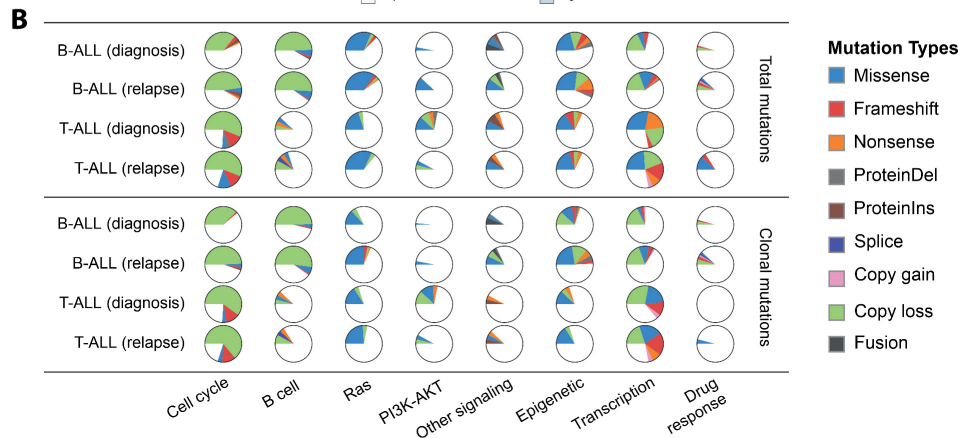 B
B-ALL (diagnosis)
B-ALL (relapse)
T-ALL (diagnosis)
T-ALL (relapse)
Total mutations
B-ALL (diagnosis)
B-ALL (relapse)
T-ALL (diagnosis)
T-ALL (relapse)
Clonal mutations
Cell cycle
B cell
Ras
PI3K-AKT
Other signaling
Epigenetic
Transcription
Drug
response
Mutation Types
Missense
Frameshift
Nonsense
ProteinDel
ProteinIns
Splice
Copy gain
Copy loss
Fusion